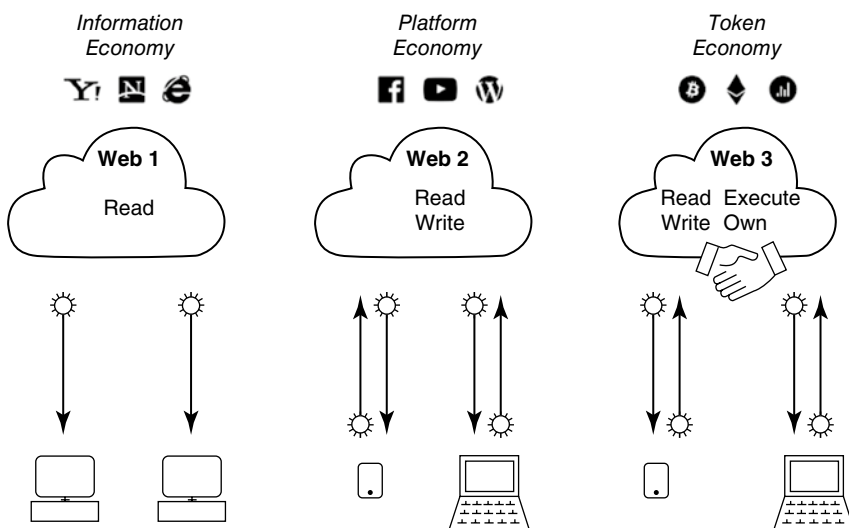 Information
Economy
Web 1
Read
Platform
Economy
Web 2
Read
Write
Token
Economy
Web 3
Read Execute
Write Own